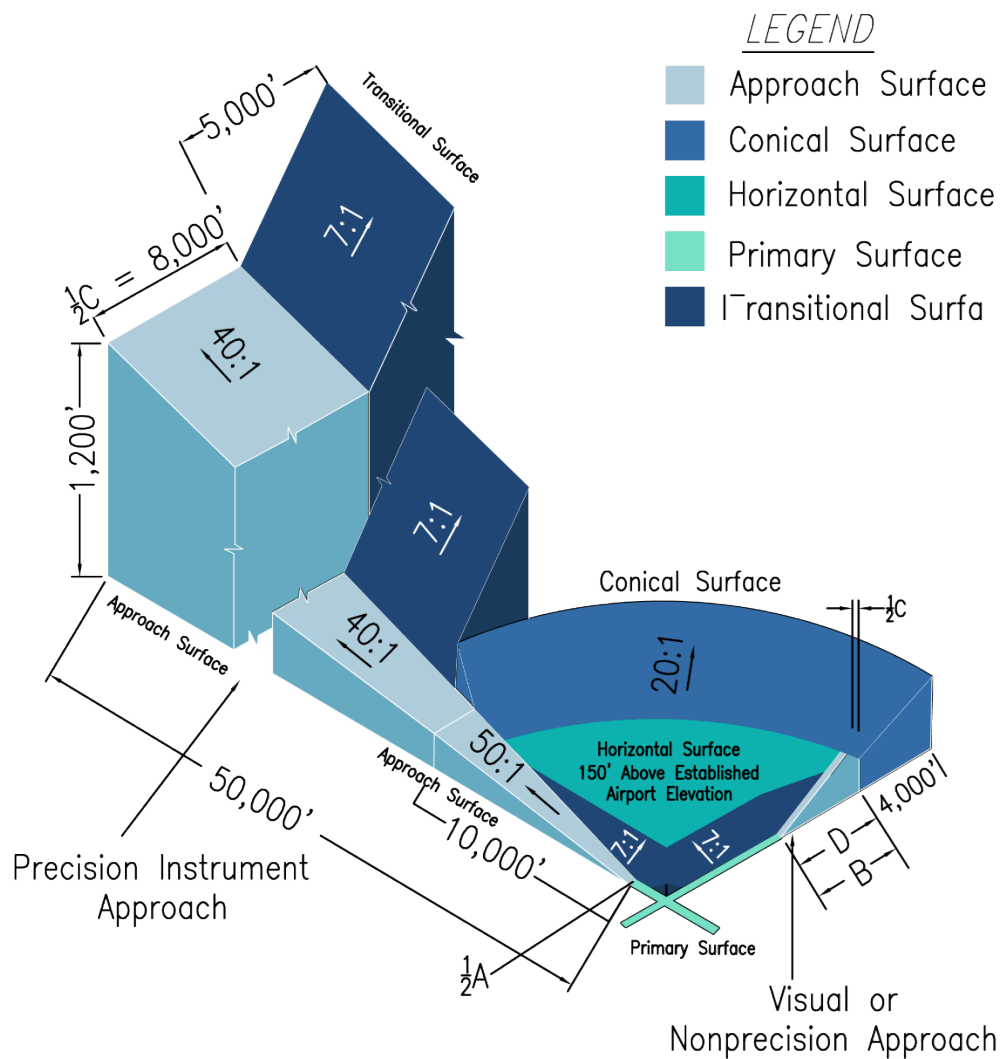 LEGEND
Approach Surface
Conical Surface
Horizontal Surface
Primary Surface
Transitional Surfa
5,000’
Transitional Surface
½C = 8,000’
7:1
40:1
1,200’
7:1
Approach Surface
40:1
Conical Surface
½C
20:1
50:1
Horizontal Surface
150’ Above Established
Airport Elevation
Approach Surface
50,000’
10,000’
7:1
7:1
4,000’
D
B
Precision Instrument
Approach
Primary Surface
½A
Visual or
Nonprecision Approach